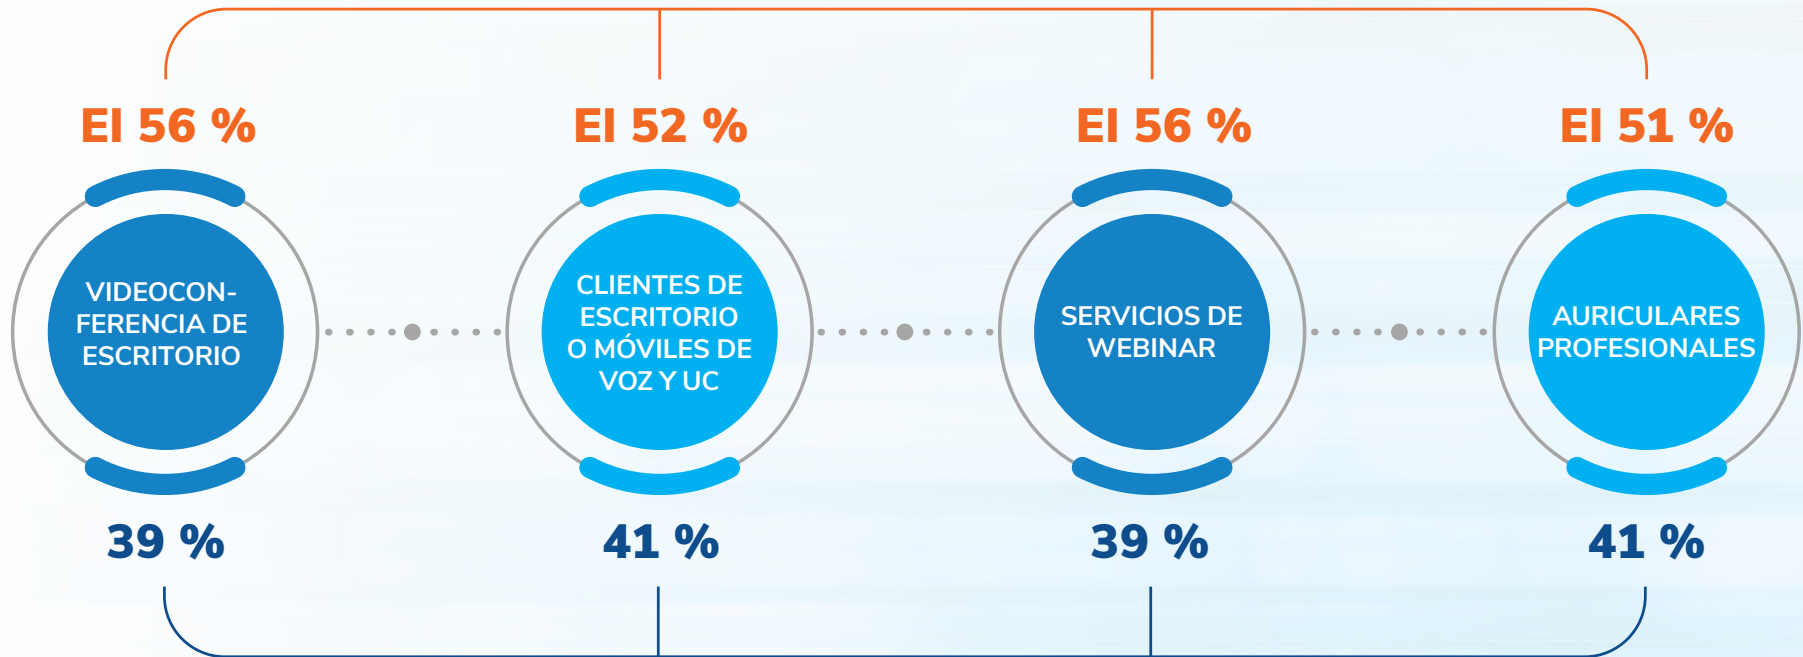 El 56 %
El 52 %
El 56 %
El 51 %
VIDEOCON-
FERENCIA DE
ESCRITORIO
CLIENTES DE
ESCRITORIO
O MÓVILES DE
VOZ Y UC
SERVICIOS DE
WEBINAR
AURICULARES
PROFESIONALES
39 %
41 %
39 %
41 %